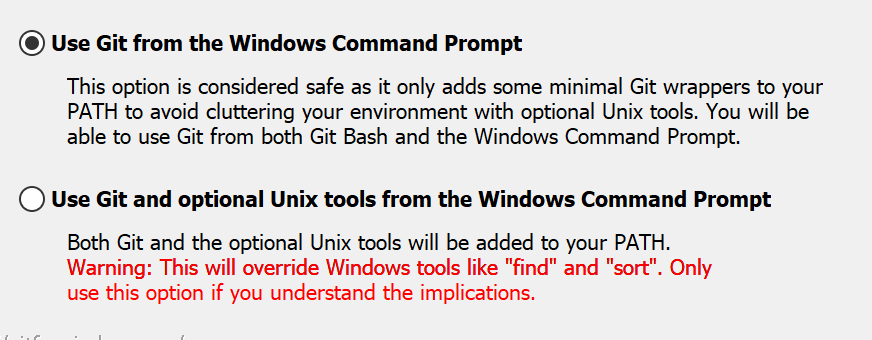 Use Git from the Windows Command Prompt
This option is considered safe as it only adds some minimal Git wrappers to your
PATH to avoid cluttering your environment with optional Unix tools. You will be
able to use Git from both Git Bash and the Windows Command Prompt.
Use Git and optional Unix tools from the Windows Command Prompt
Both Git and the optional Unix tools will be added to your PATH.
Warning: This will override Windows tools like "find" and "sort". Only
use this option if you understand the implications.